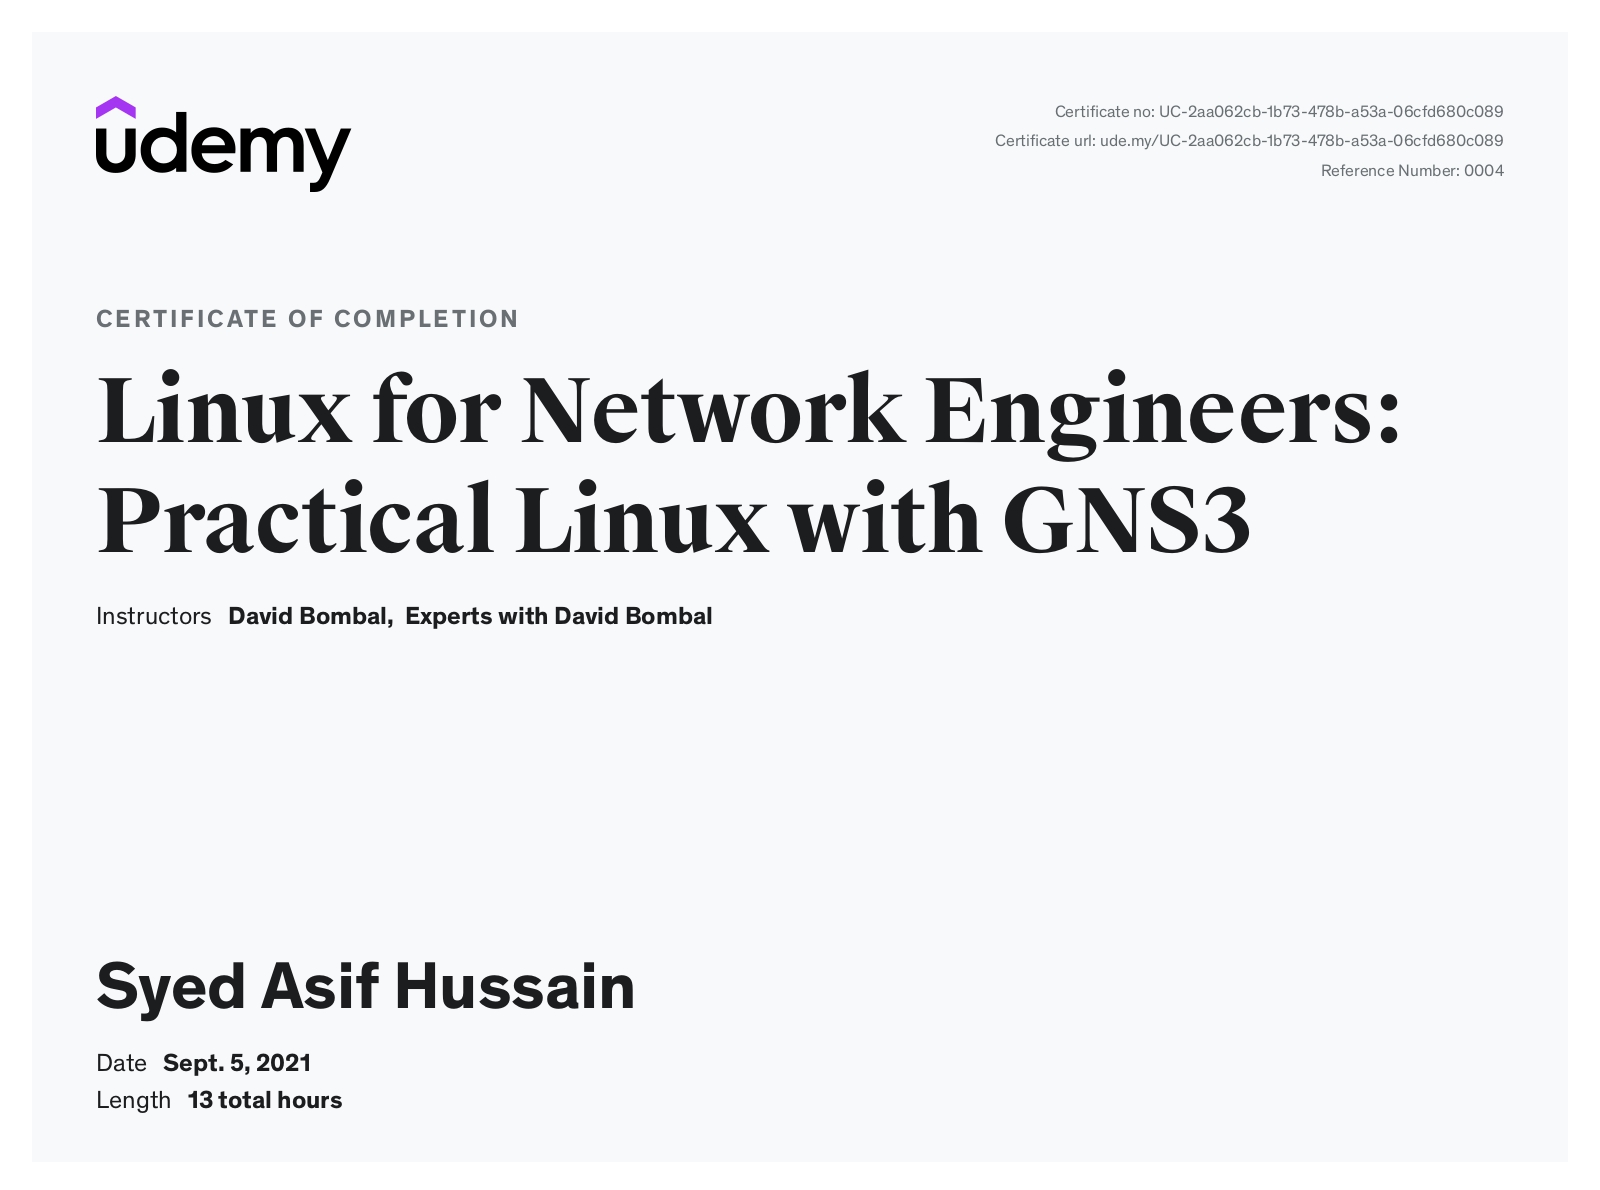 udemy
Certificate no: UC-2aa062cb-1b73-478b-a53a-06cfd680c089
Certificate url: ude.my/UC-2aa062cb-1b73-478b-a53a-06cfd680c089
Reference Number: 0004
CERTIFICATE OF COMPLETION
Linux for Network Engineers:
Practical Linux with GNS3
Instructors David Bombal, Experts with David Bombal
Syed Asif Hussain
Date Sept. 5, 2021
Length 13 total hours